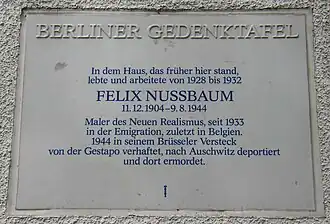 BERLINER GEDENKTAFEL
In dem Haus, das früher hier stand,
lebte und arbeitete von 1928 bis 1932
FELIX NUSSBAUM
11.12.1904–9.8.1944
Maler des Neuen Realismus, seit 1933
in der Emigration, zuletzt in Belgien.
1944 in seinem Brüsseler Versteck
von der Gestapo verhaftet, nach Auschwitz deportiert
und dort ermordet.